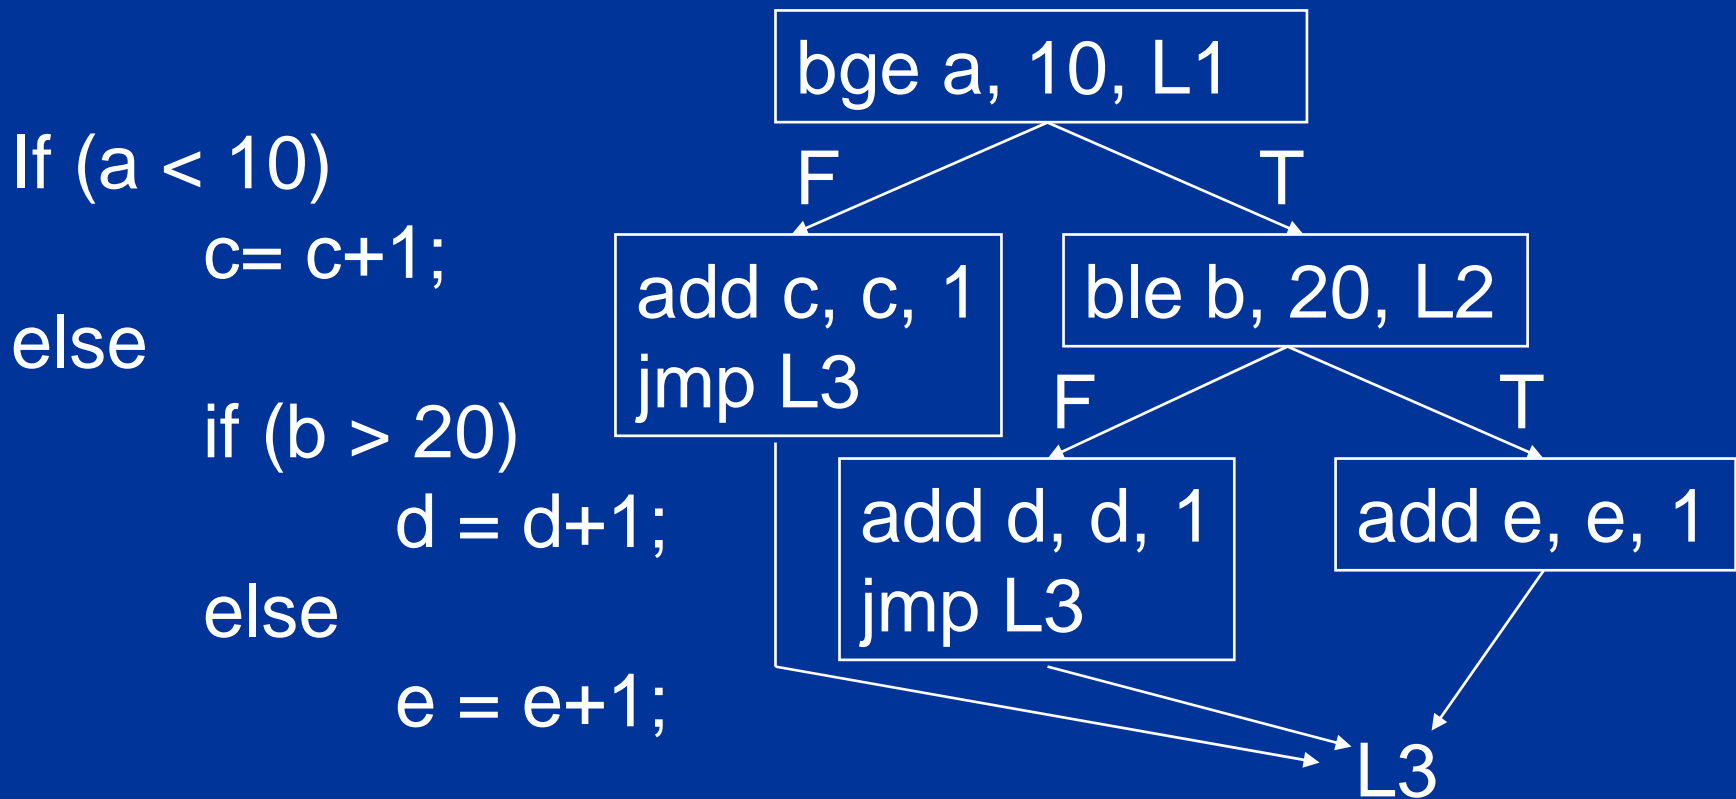 If (a < 10)
c= c+1;
else
if (b > 20)
d = d+1;
else
e = e+1;
bge a, 10, L1
F
T
add c, c, 1
jmp L3
ble b, 20, L2
F
T
add d, d, 1
jmp L3
add e, e, 1
L3